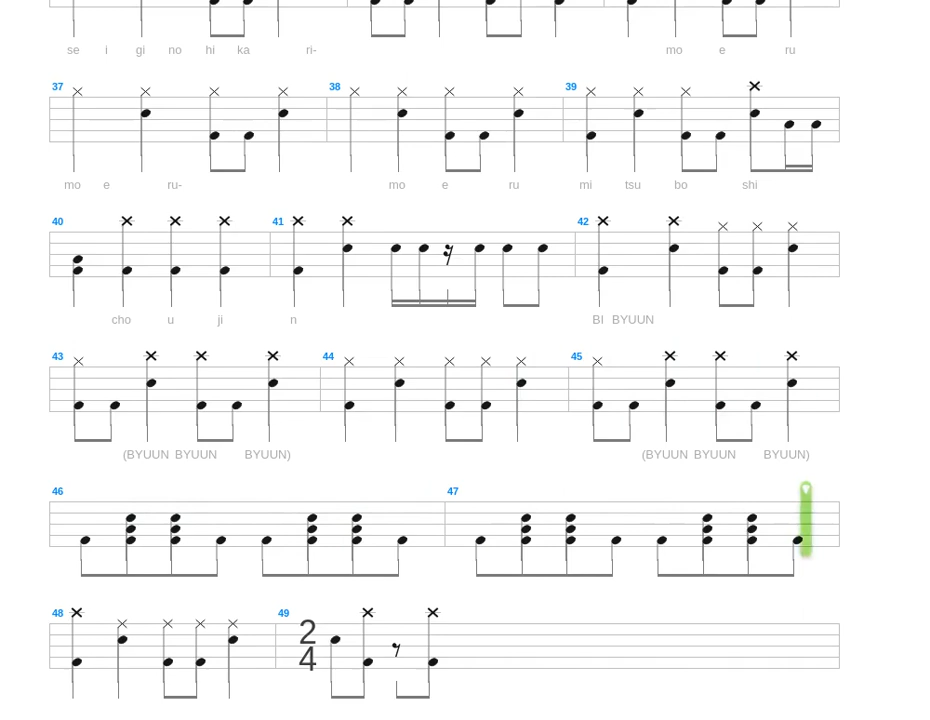 se i gi no hi ka ri- mo e ru
37 38 39
mo e ru- mo e ru mi tsu bo shi
40 41 42
cho u ji n BI BYUUN
43 44 45
(BYUUN BYUUN BYUUN) (BYUUN BYUUN BYUUN)
46 47
48 49
2
4